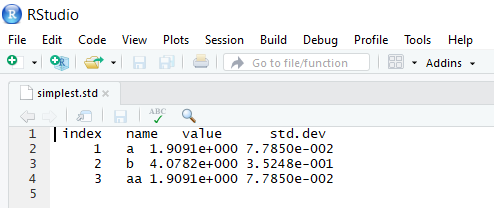 R RStudio
File Edit Code View Plots Session Build Debug Profile Tools Help
R Go to file/function Addins
simplest.std
ABC
1 index name value std.dev
2 1 a 1.9091e+000 7.7850e-002
3 2 b 4.0782e+000 3.5248e-001
4 3 aa 1.9091e+000 7.7850e-002
5